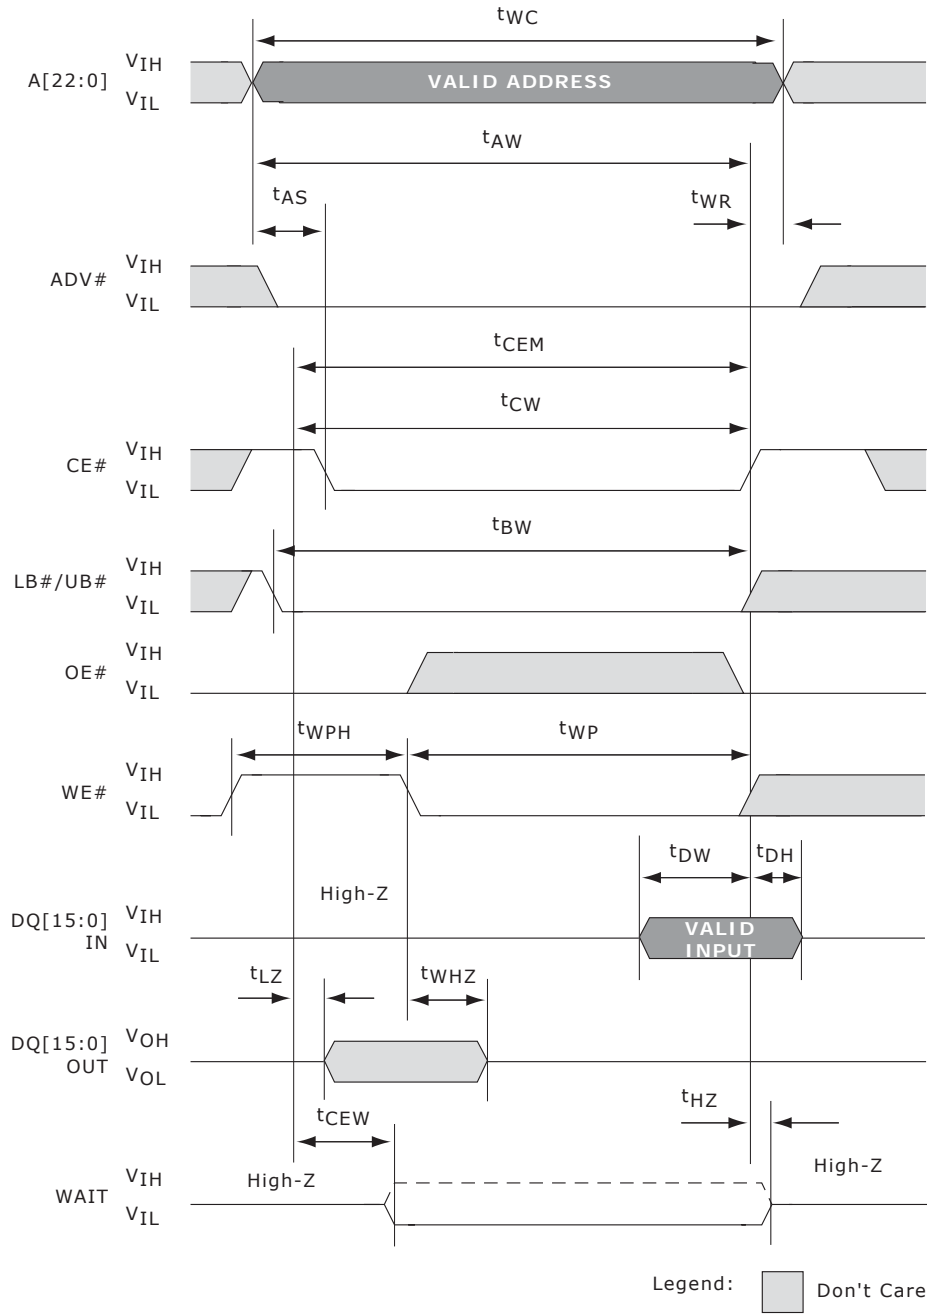 tWC
A[22:0] VIH VALID ADDRESS
VIL
tAW
tAS tWR
ADV# VIH
VIL
tCEM
tCW
CE# VIH
VIL
tBW
LB#/UB# VIH
VIL
OE# VIH
VIL
tWPH tWP
WE# VIH
VIL
tDW tDH
High-Z
DQ[15:0] VIH VALID
IN VIL INPUT
tLZ tWHZ
DQ[15:0] VOH
OUT VOL
tCEW tHZ
WAIT VIH High-Z High-Z
VIL
Legend: Don't Care